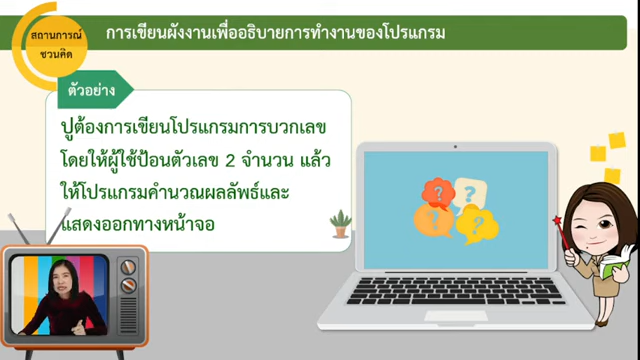 สถานการณ์
ชวนคิด
การเขียนผังงานเพื่ออธิบายการทำงานของโปรแกรม
ตัวอย่าง
ปูต้องการเขียนโปรแกรมการบวกเลข
โดยให้ผู้ใช้ป้อนตัวเลข 2 จำนวน แล้ว
ให้โปรแกรมคำนวณผลลัพธ์และ
แสดงออกทางหน้าจอ
? ?
? ?